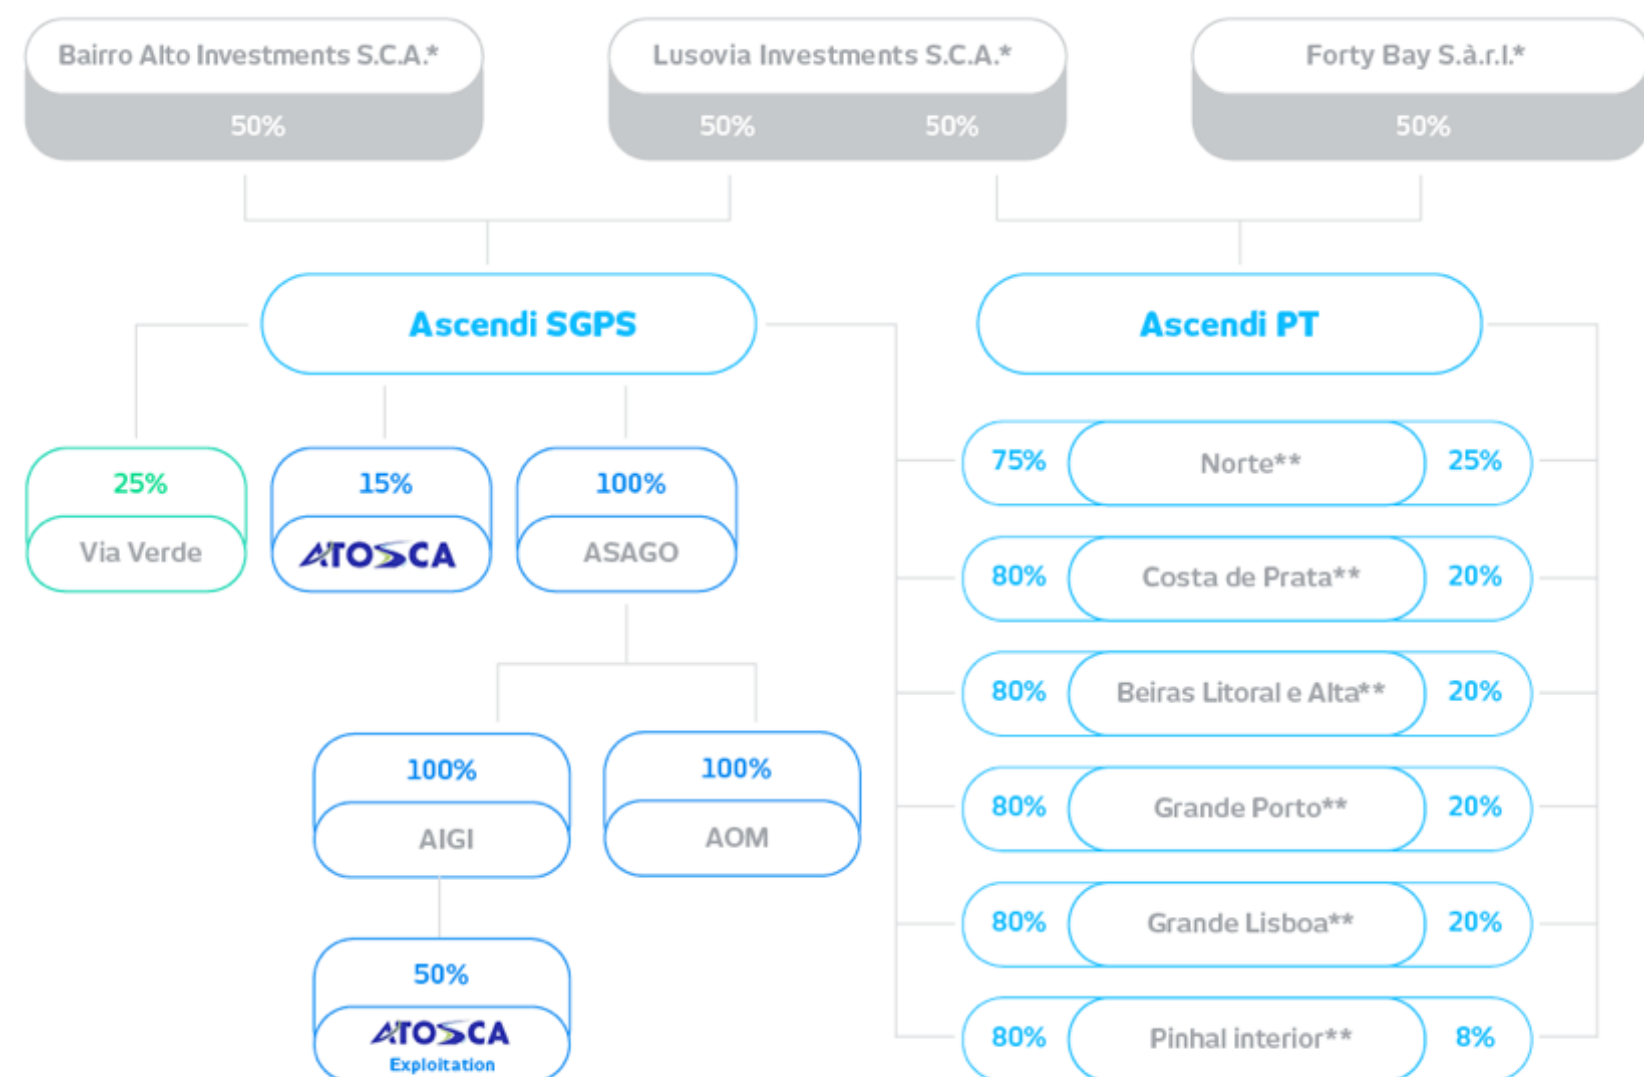 Bairro Alto Investments S.C.A.*
50%
Lusovia Investments S.C.A.*
50% 50%
Forty Bay S.à.r.l.*
50%
Ascendi SGPS
Ascendi PT
25%
Via Verde
15%
ATOSCA
100%
ASAGO
100%
AIGI
100%
AOM
50%
ATOSCA
Exploitation
75% Norte** 25%
80% Costa de Prata** 20%
80% Beiras Litoral e Alta** 20%
80% Grande Porto** 20%
80% Grande Lisboa** 20%
80% Pinhal interior** 8%